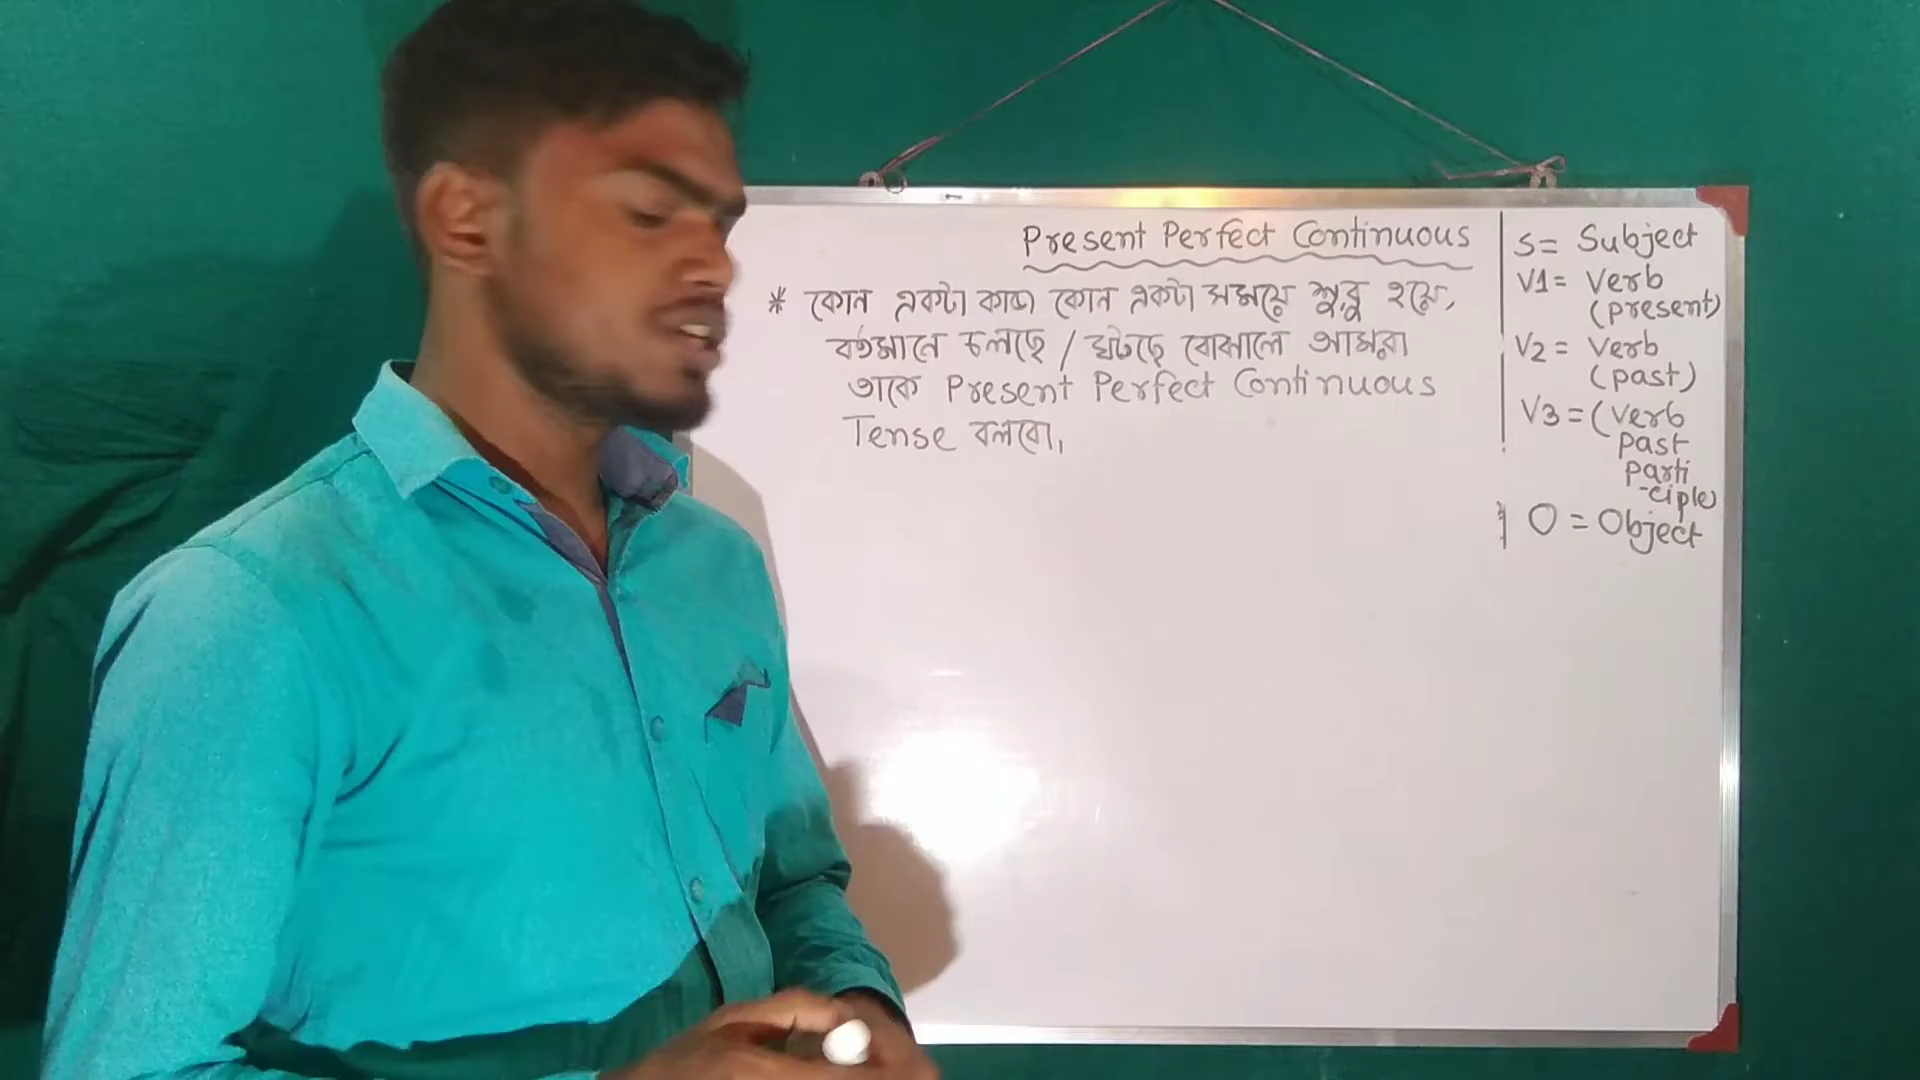 Present Perfect Continuous
* কোন একটা কাজ কোন একটা সময়ে শুরু হয়ে,
বর্তমানে চলছে / ঘটছে বোঝালে আমরা
তাকে Present Perfect Continuous
Tense বলবো,
S = Subject
V1 = Verb
(present)
V2 = Verb
(past)
V3 = (Verb
past
parti
-ciple)
O = Object